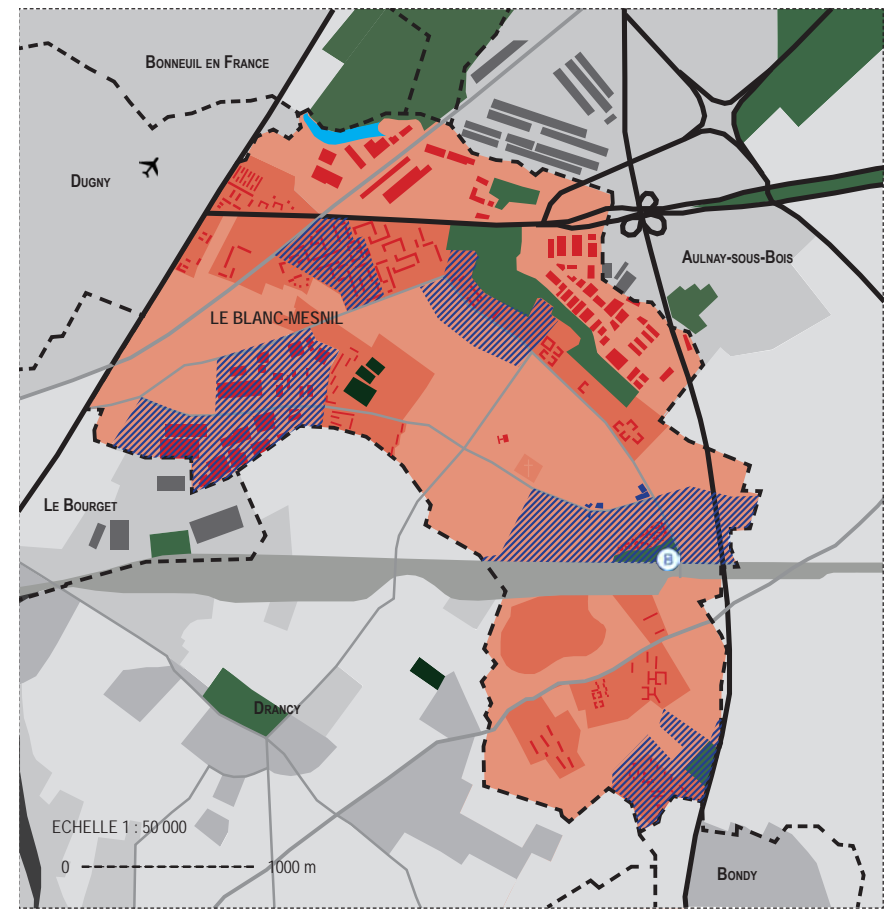 BONNEUIL EN FRANCE
DUGNY
AULNAY-SOUS-BOIS
LE BLANC-MESNIL
LE BOURGET
B
DRANCY
ECHELLE 1 : 50 000
0 1000 m
BONDY